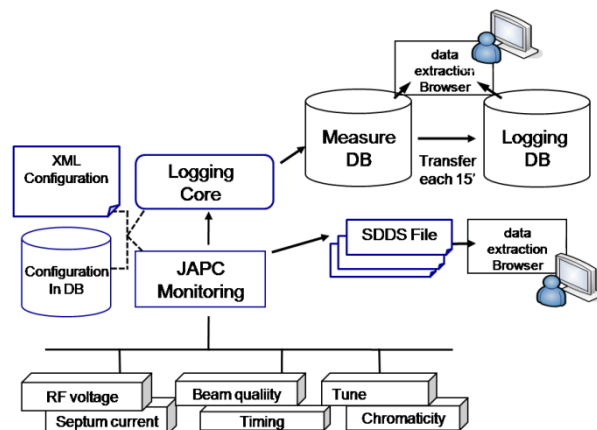 data
extraction
Browser
Measure
DB
Logging
DB
Transfer
each 15'
XML
Configuration
Logging
Core
Configuration
In DB
JAPC
Monitoring
SDDS File
data
extraction
Browser
RF voltage
Beam qualiity
Tune
Septum current
Timing
Chromaticity